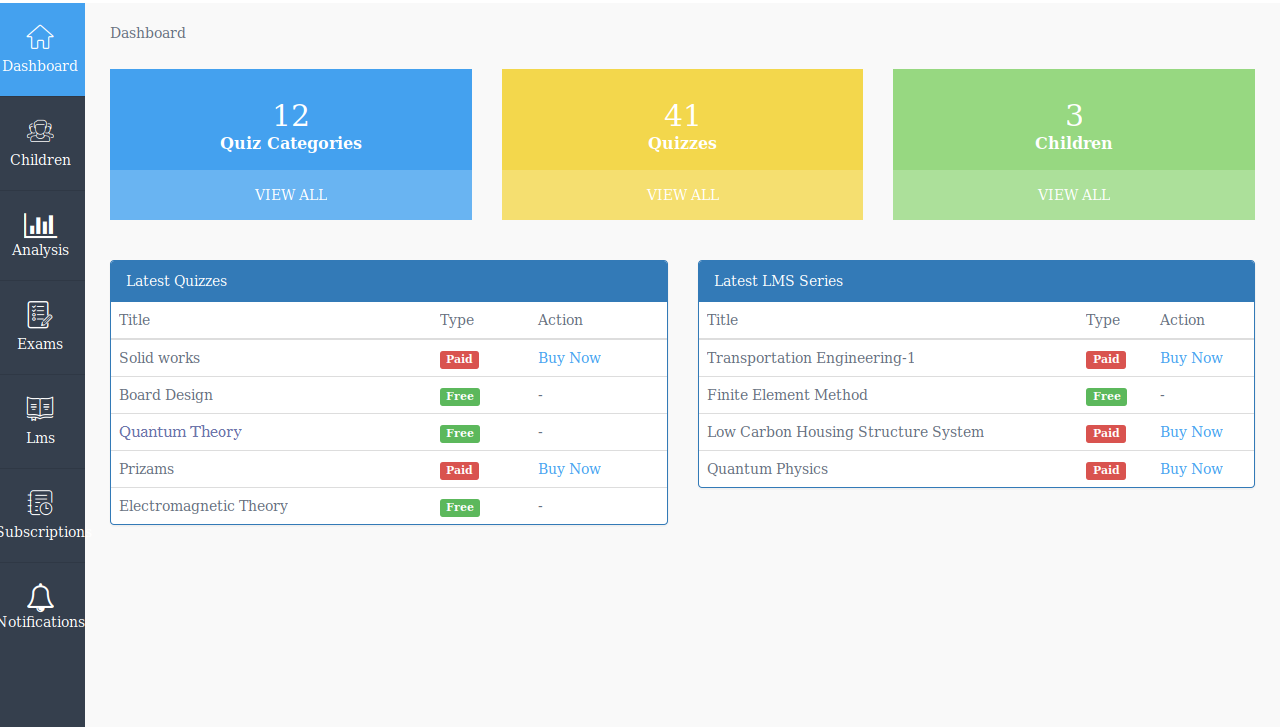 Dashboard
Children
Analysis
Exams
Lms
Subscription
Notifications
Dashboard
12
Quiz Categories
VIEW ALL
41
Quizzes
VIEW ALL
3
Children
VIEW ALL
Latest Quizzes
Title Type Action
Solid works Paid Buy Now
Board Design Free -
Quantum Theory Free -
Prizams Paid Buy Now
Electromagnetic Theory Free -
Latest LMS Series
Title Type Action
Transportation Engineering-1 Paid Buy Now
Finite Element Method Free -
Low Carbon Housing Structure System Paid Buy Now
Quantum Physics Paid Buy Now